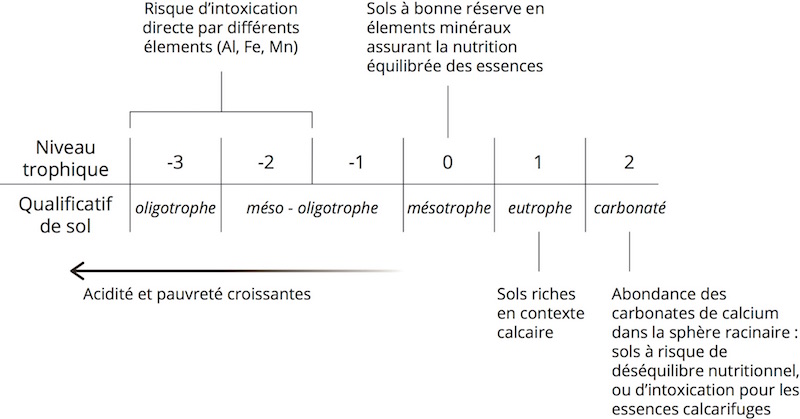 Risque d’intoxication
directe par différents
élements (Al, Fe, Mn)
Sols à bonne réserve en
élements minéraux
assurant la nutrition
équilibrée des essences
Niveau
trophique
-3 -2 -1 0 1 2
Qualificatif
de sol
oligotrophe méso - oligotrophe mésotrophe eutrophe carbonaté
Acidité et pauvreté croissantes
Sols riches
en contexte
calcaire
Abondance des
carbonates de calcium
dans la sphère racinaire :
sols à risque de
déséquilibre nutritionnel,
ou d’intoxication pour les
essences calcarifuges